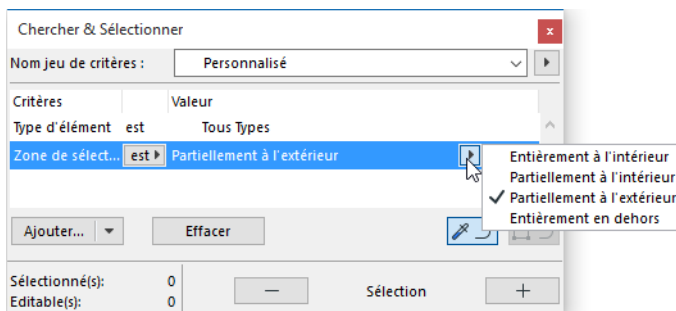 Chercher & Sélectionner
x
Nom jeu de critères : Personnalisé
Critères Valeur
Type d'élément est Tous Types
Zone de sélect... est Partiellement à l'extérieur
Entièrement à l'intérieur
Partiellement à l'intérieur
Partiellement à l'extérieur
Entièrement en dehors
Ajouter... Effacer
Sélectionné(s): 0
Editable(s): 0
— Sélection +